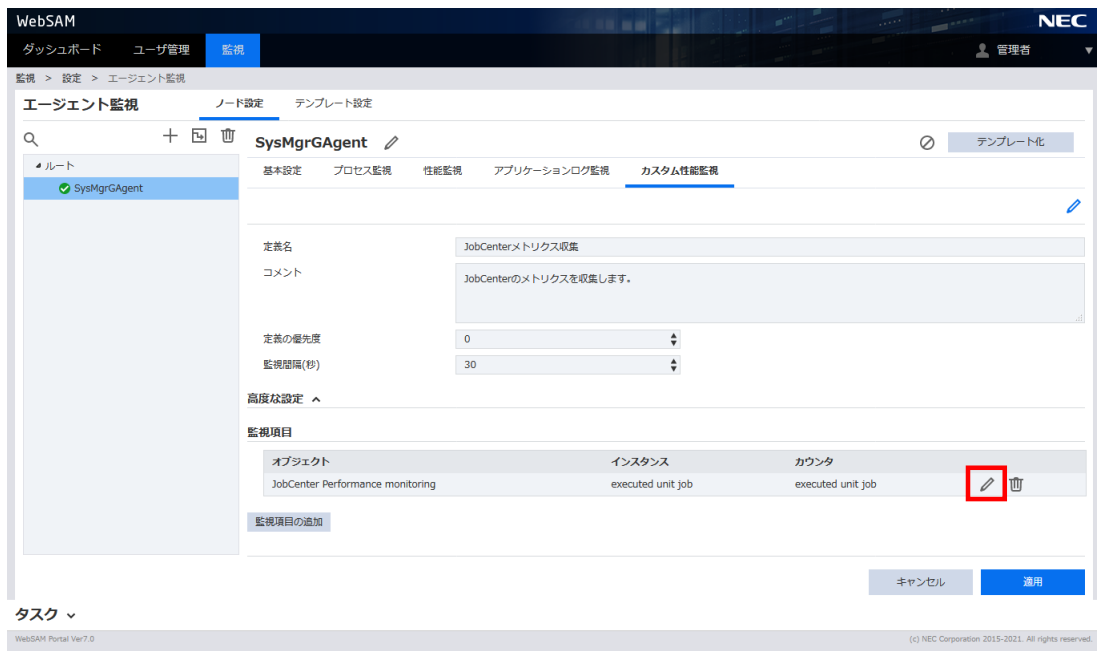 WebSAM
NEC
ダッシュボード ユーザ管理 監視 管理者
監視 > 設定 > エージェント監視
エージェント監視 ノード設定 テンプレート設定
SysMgrGAgent テンプレート化
ルート
SysMgrGAgent
基本設定 プロセス監視 性能監視 アプリケーションログ監視 カスタム性能監視
定義名 JobCenterメトリクス収集
コメント JobCenterのメトリクスを収集します。
定義の優先度 0
監視間隔(秒) 30
高度な設定
監視項目
オブジェクト インスタンス カウンタ
JobCenter Performance monitoring executed unit job executed unit job
監視項目の追加
キャンセル 適用
タスク
WebSAM Portal Ver7.0 (c) NEC Corporation 2015-2021. All rights reserved.